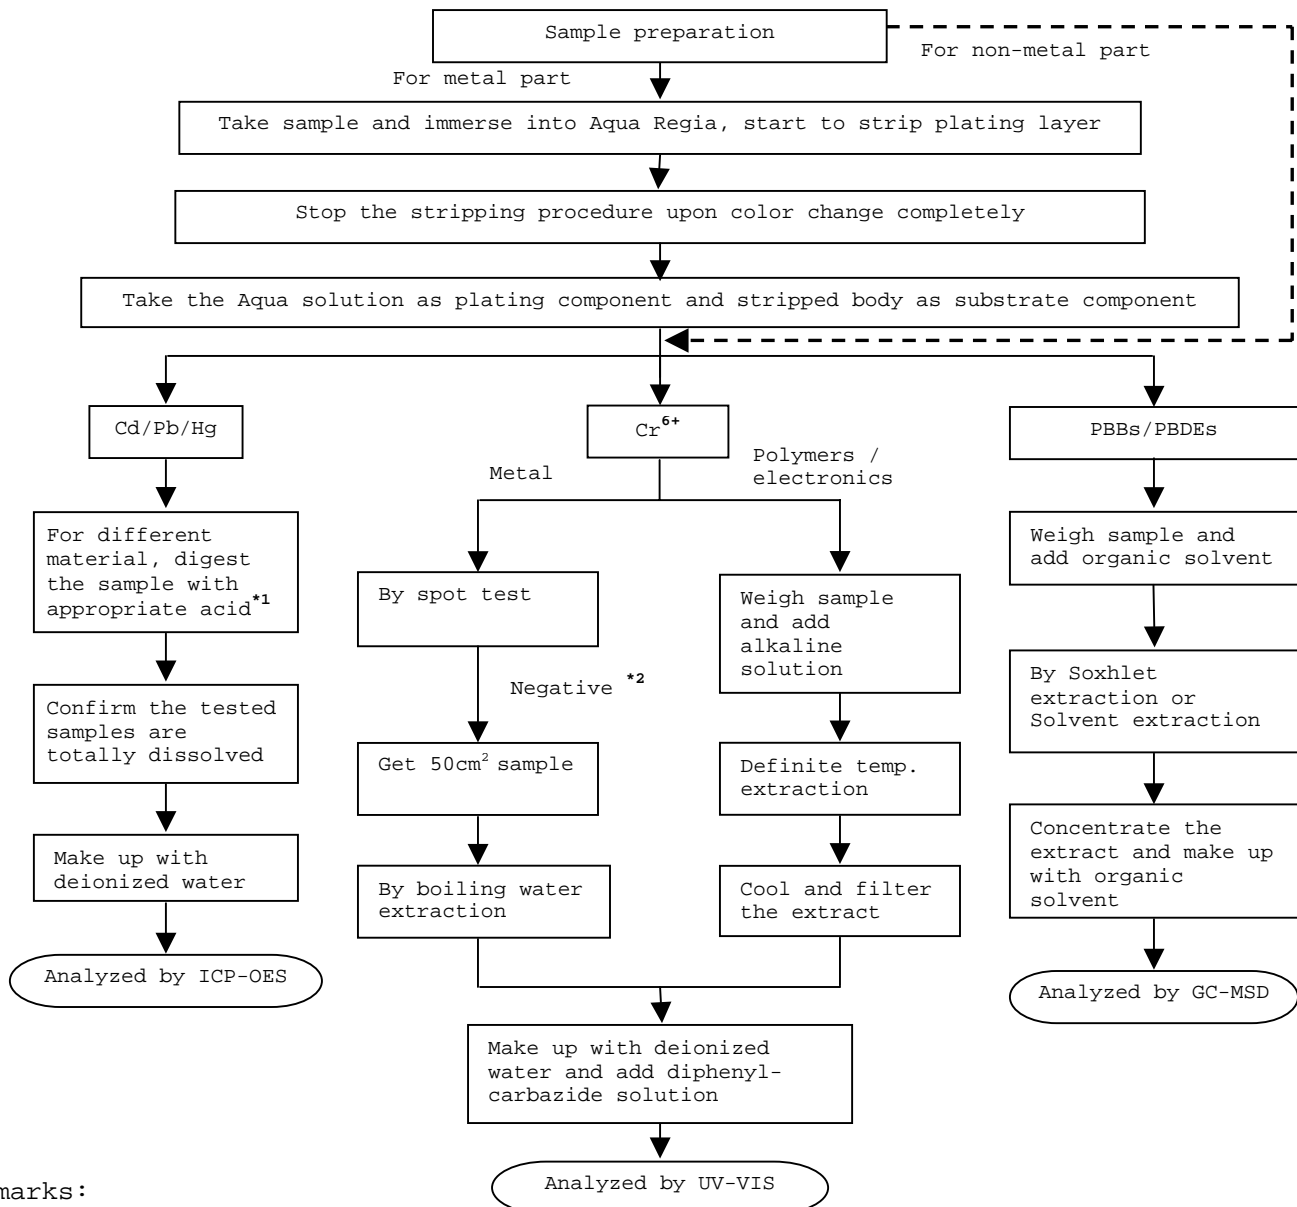 Sample preparation
For non-metal part
For metal part
Take sample and immerse into Aqua Regia, start to strip plating layer
Stop the stripping procedure upon color change completely
Take the Aqua solution as plating component and stripped body as substrate component
Cd/Pb/Hg
For different
material, digest
the sample with
appropriate acid*1
Confirm the tested
samples are
totally dissolved
Make up with
deionized water
Analyzed by ICP-OES
Cr6+
Metal
By spot test
Negative *2
Get 50cm2 sample
By boiling water
extraction
Polymers /
electronics
Weigh sample
and add
alkaline
solution
Definite temp.
extraction
Cool and filter
the extract
Make up with deionized
water and add diphenyl-
carbazide solution
Analyzed by UV-VIS
PBBs/PBDEs
Weigh sample and
add organic solvent
By Soxhlet
extraction or
Solvent extraction
Concentrate the
extract and make up
with organic
solvent
Analyzed by GC-MSD
marks: